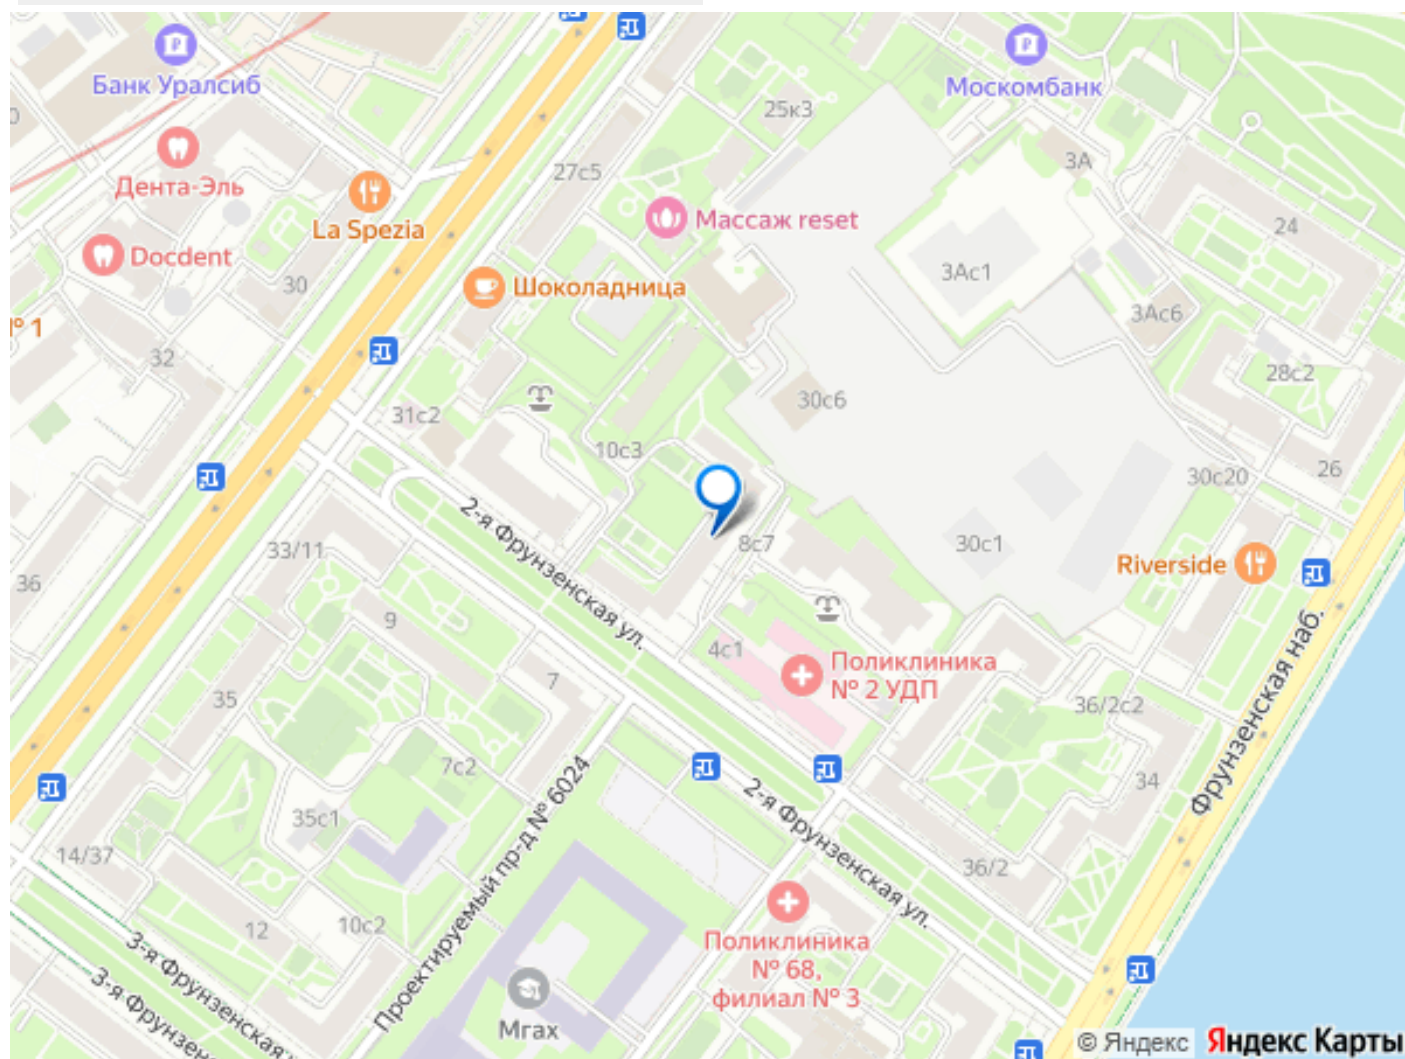 Банк Уралсиб
Москомбанк
25к3
3А
Дента-Эль
27с5
La Spezia
Массаж reset
24
Docdent
3Ас1
30
Шоколадница
3Ас6
№ 1
32
28с2
30с6
31с2
10с3
26
30с20
2-я Фрунзенская ул.
33/11
8с7
30с1
Riverside
36
9
4с1
Поликлиника
№ 2 УДП
7
35
36/2с2
Фрунзенская наб.
7с2
34
Проектируемый пр-д № 6024
2-я Фрунзенская ул.
35с1
14/37
36/2
12
10с2
Поликлиника
№ 68,
филиал № 3
3-я Фрунзенская
3-я Фрунзенс
Мгах
© Яндекс Яндекс Карты